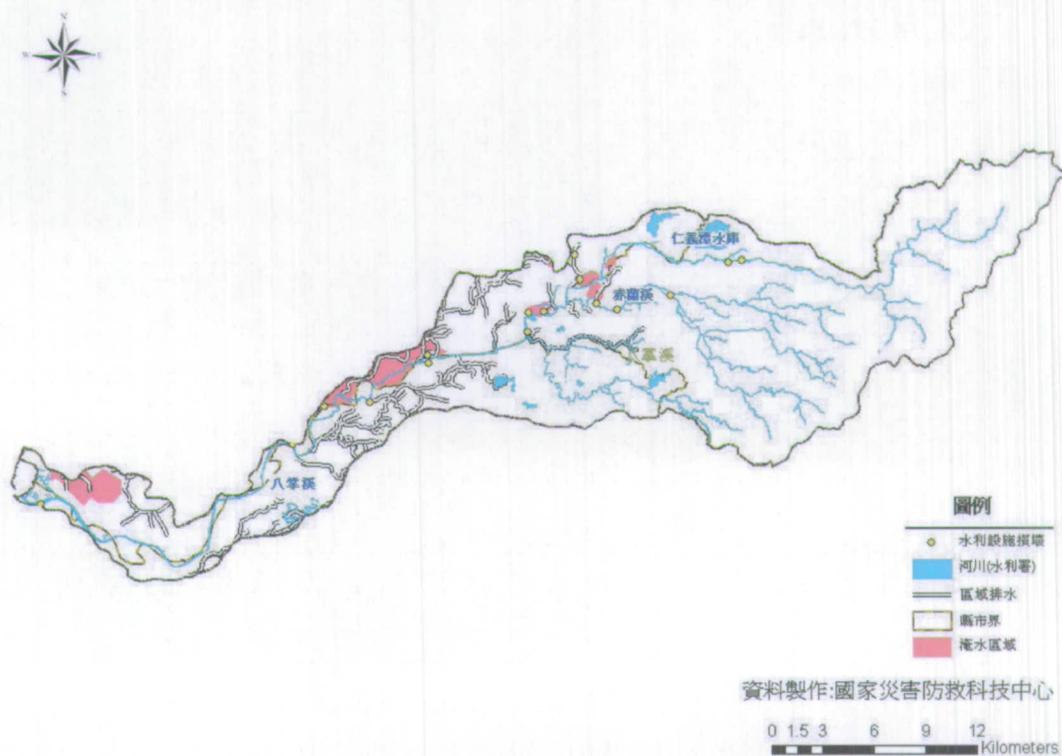 N
W E
S
仁義潭水庫
赤蘭溪
八掌溪
八掌溪
圖例
水利設施損壞
河川(水利署)
區域排水
縣市界
淹水區域
資料製作:國家災害防救科技中心
0 1.5 3 6 9 12
Kilometers